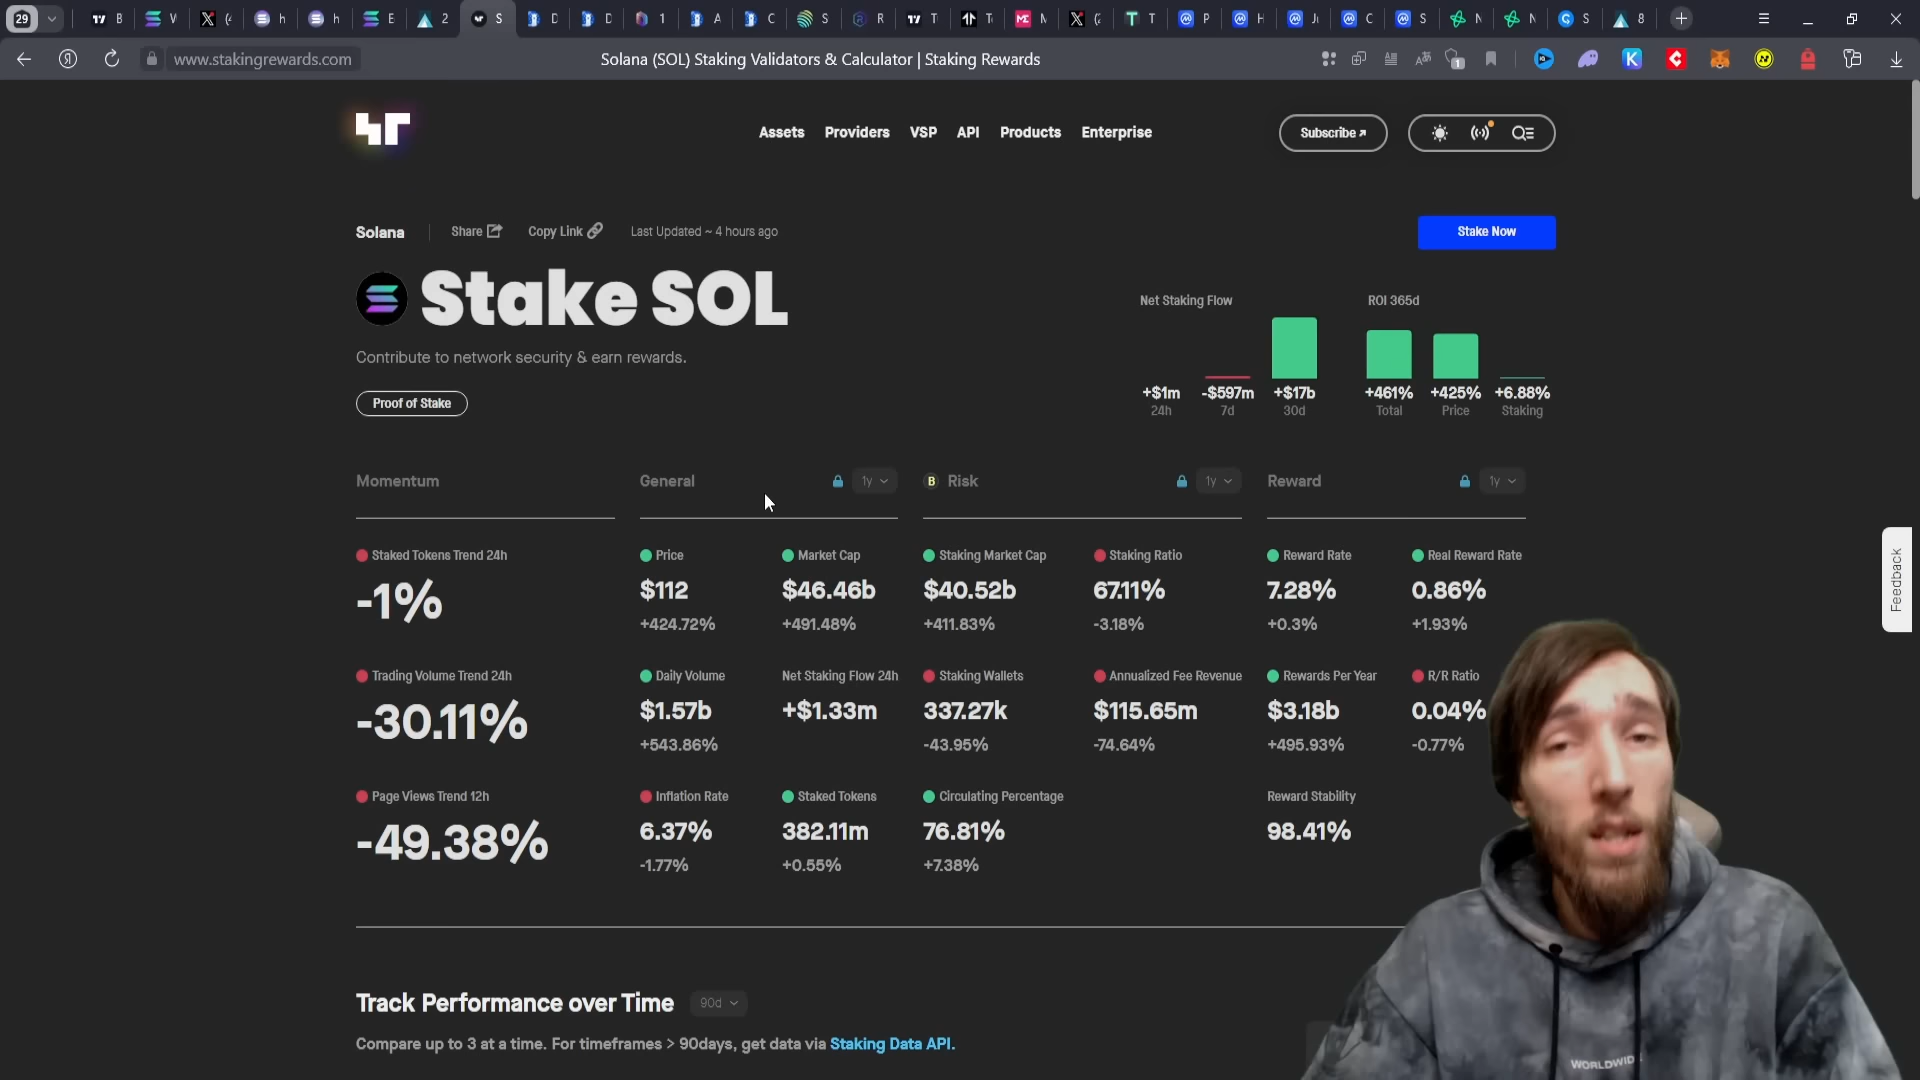 29
www.stakingrewards.com
Solana (SOL) Staking Validators & Calculator | Staking Rewards
1
Assets
Providers
VSP
API
Products
Enterprise
Subscribe
Solana
Share
Copy Link
Last Updated ~ 4 hours ago
Stake Now
Stake SOL
Contribute to network security & earn rewards.
Proof of Stake
Net Staking Flow
ROI 365d
+$1m
-$597m
+$17b
+461%
+425%
+6.88%
24h
7d
30d
Total
Price
Staking
Momentum
General
1y
B Risk
1y
Reward
1y
Staked Tokens Trend 24h
-1%
Trading Volume Trend 24h
-30.11%
Page Views Trend 12h
-49.38%
Price
$112
+424.72%
Market Cap
$46.46b
+491.48%
Daily Volume
$1.57b
+543.86%
Net Staking Flow 24h
+$1.33m
Inflation Rate
6.37%
-1.77%
Staked Tokens
382.11m
+0.55%
Staking Market Cap
$40.52b
+411.83%
Staking Ratio
67.11%
-3.18%
Staking Wallets
337.27k
-43.95%
Annualized Fee Revenue
$115.65m
-74.64%
Circulating Percentage
76.81%
+7.38%
Reward Rate
7.28%
+0.3%
Real Reward Rate
0.86%
+1.93%
Rewards Per Year
$3.18b
+495.93%
R/R Ratio
0.04%
-0.77%
Reward Stability
98.41%
Feedback
Track Performance over Time
90d
Compare up to 3 at a time. For timeframes > 90days, get data via Staking Data API.
WORLDWIDE